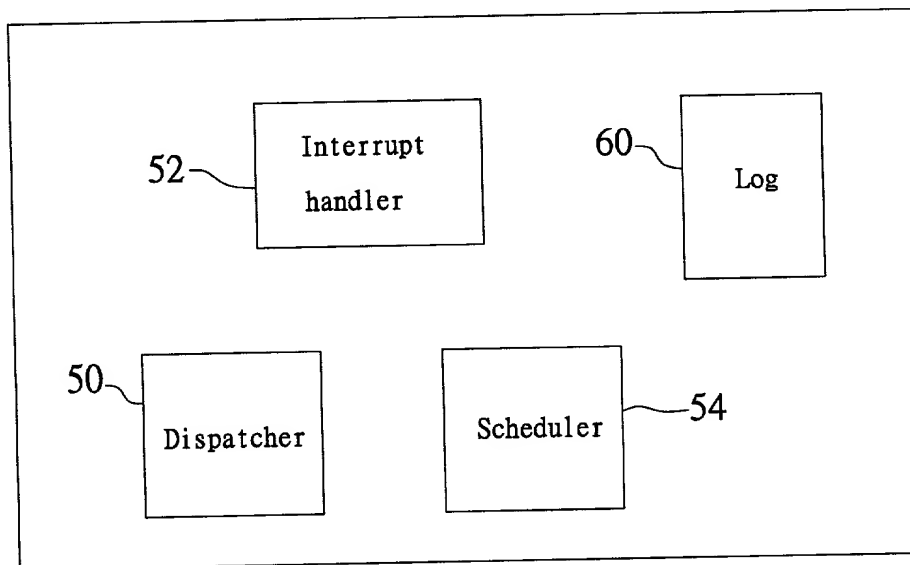 Interrupt
handler
52
60
Log
50
Dispatcher
Scheduler
54